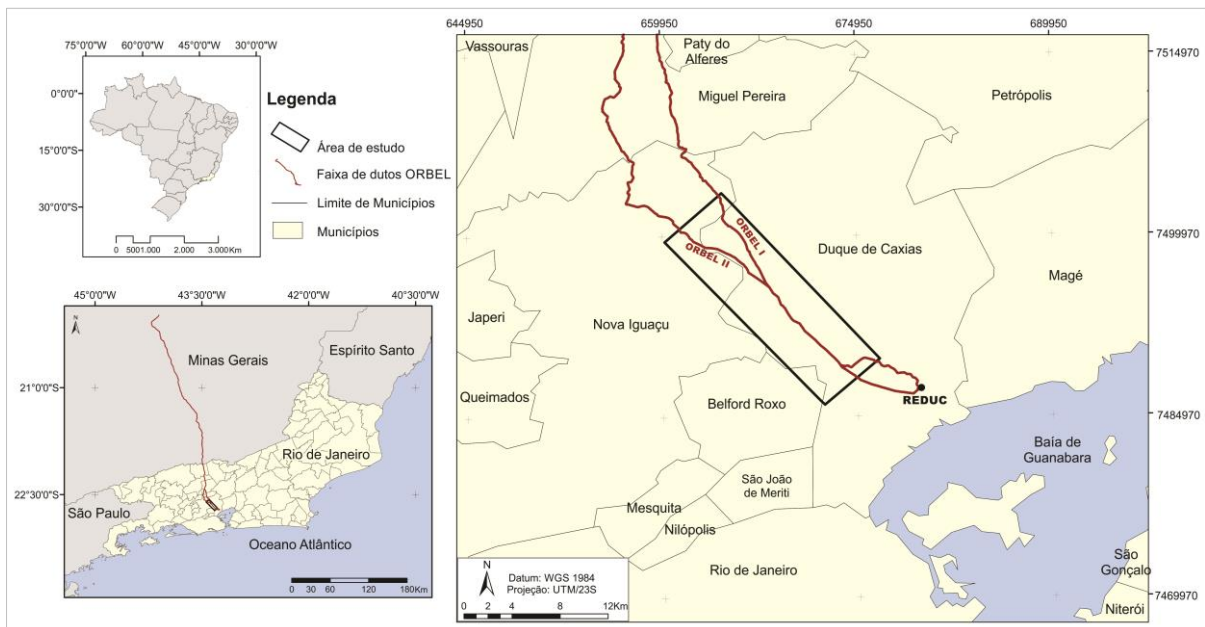 75°0'0"W 60°0'0"W 45°0'0"W 30°0'0"W
0°0'0"
15°0'0"S
30°0'0"S
0 5001.000 2.000 3.000Km
Legenda
Área de estudo
Faixa de dutos ORBEL
Limite de Municípios
Municípios
45°0'0"W 43°30'0"W 42°0'0"W 40°30'0"W
N
Minas Gerais
Espírito Santo
21°0'0"S
Rio de Janeiro
22°30'0"S
São Paulo
Oceano Atlântico
0 30 60 120 180Km
644950 659950 674950 689950
Vassouras
Paty do
Alferes
7514970
Miguel Pereira
Petrópolis
ORBEL I
7499970
Duque de Caxias
ORBEL II
Magé
Japeri
Nova Iguaçu
Queimados
REDUC
Belford Roxo
7484970
Baía de
Guanabara
São João
de Meriti
Mesquita
Nilópolis
Rio de Janeiro
São
Gonçalo
Niterói
7469970
N
Datum: WGS 1984
Projeção: UTM/23S
0 2 4 8 12Km